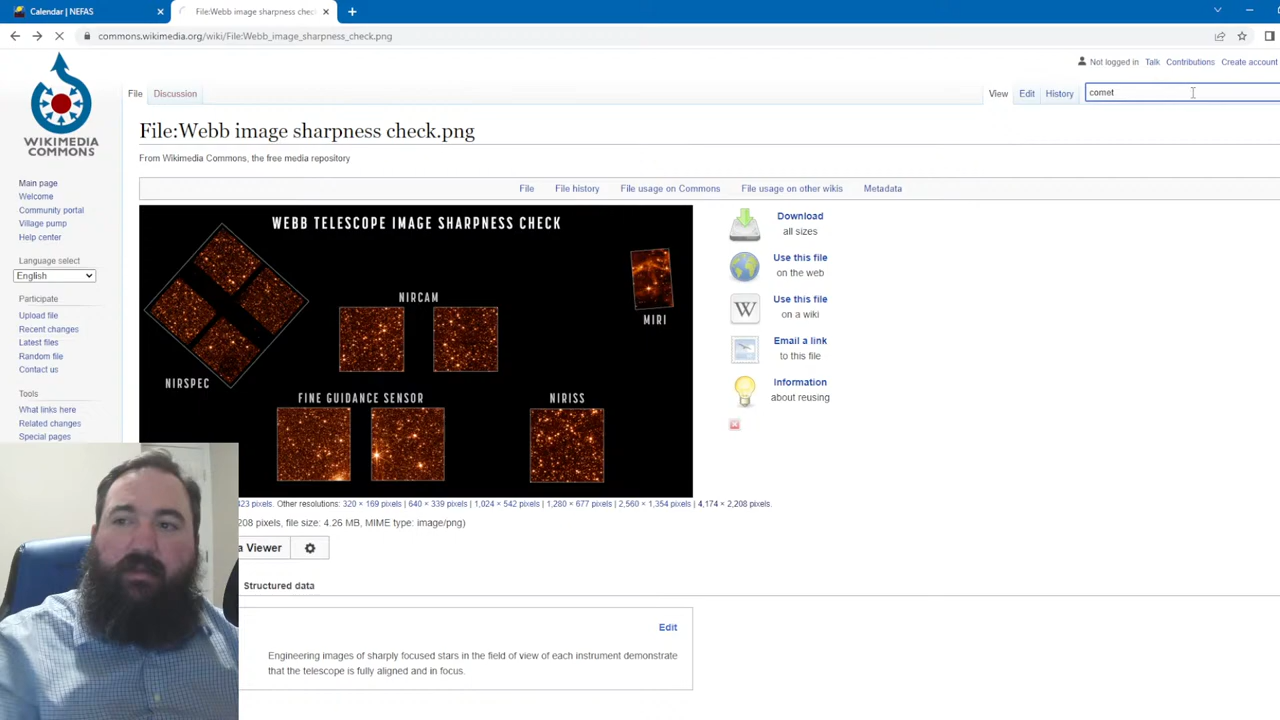 Calendar | NEFAS
File:Webb image sharpness chec
commons.wikimedia.org/wiki/File:Webb_image_sharpness_check.png
Not logged in Talk Contributions Create account
File Discussion View Edit History comet
WIKIMEDIA
COMMONS
File:Webb image sharpness check.png
From Wikimedia Commons, the free media repository
File File history File usage on Commons File usage on other wikis Metadata
Main page
Welcome
Community portal
Village pump
Help center
Language select
English
Participate
Upload file
Recent changes
Latest files
Random file
Contact us
Tools
What links here
Related changes
Special pages
WEBB TELESCOPE IMAGE SHARPNESS CHECK
NIRCAM
MIRI
NIRSPEC
FINE GUIDANCE SENSOR
NIRISS
Download
all sizes
Use this file
on the web
Use this file
W
on a wiki
Email a link
to this file
Information
about reusing
423 pixels. Other resolutions: 320 × 169 pixels | 640 × 339 pixels | 1,024 × 542 pixels | 1,280 × 677 pixels | 2,560 × 1,354 pixels | 4,174 × 2,208 pixels.
208 pixels, file size: 4.26 MB, MIME type: image/png)
a Viewer
Structured data
Edit
Engineering images of sharply focused stars in the field of view of each instrument demonstrate
that the telescope is fully aligned and in focus.